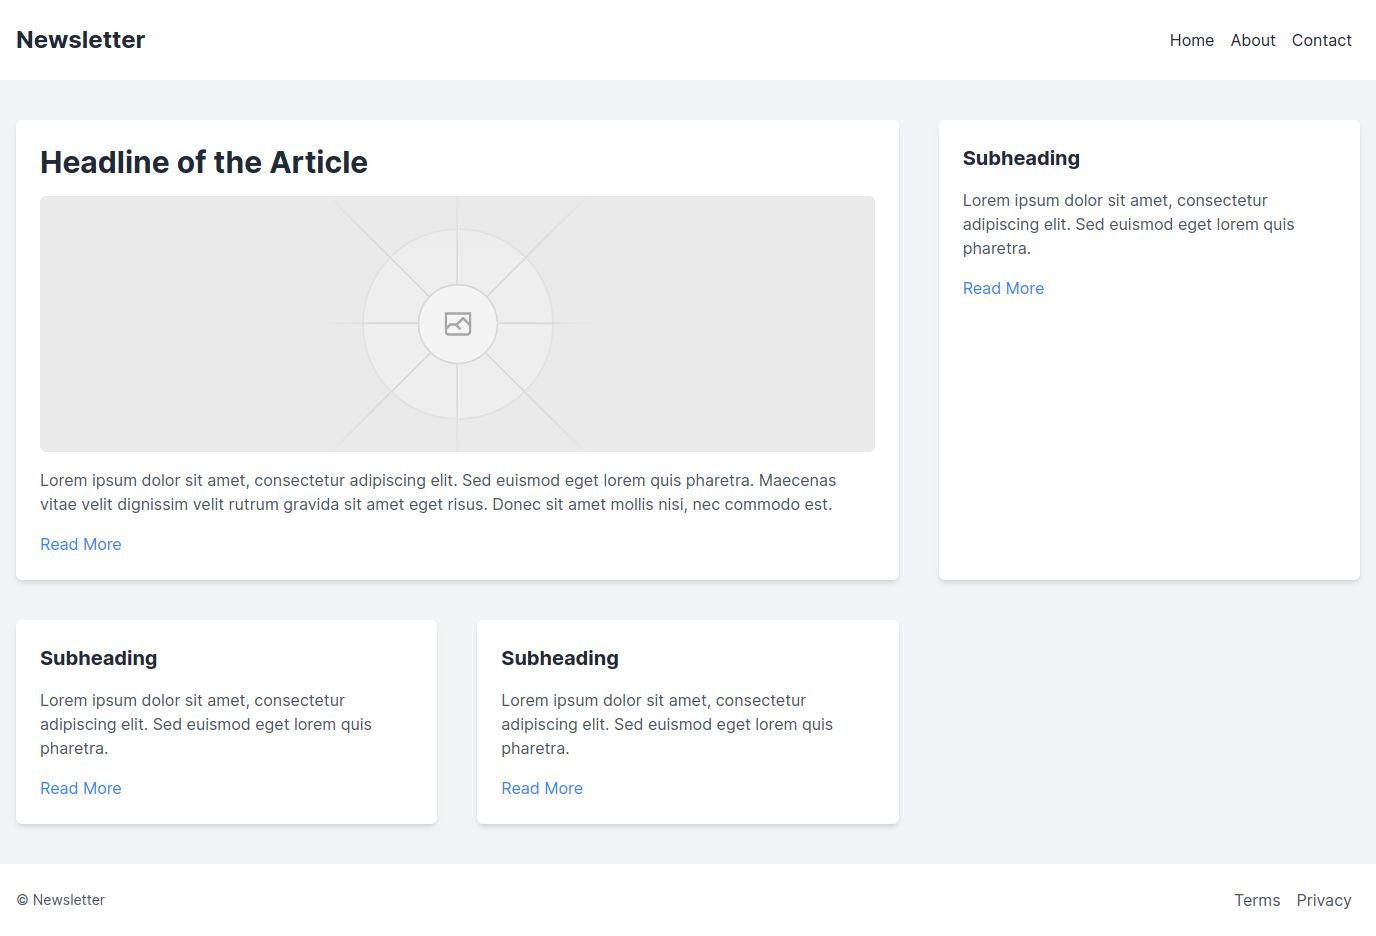 Newsletter
Home About Contact
Headline of the Article
Lorem ipsum dolor sit amet, consectetur adipiscing elit. Sed euismod eget lorem quis pharetra. Maecenas
vitae velit dignissim velit rutrum gravida sit amet eget risus. Donec sit amet mollis nisi, nec commodo est.
Read More
Subheading
Lorem ipsum dolor sit amet, consectetur
adipiscing elit. Sed euismod eget lorem quis
pharetra.
Read More
Subheading
Lorem ipsum dolor sit amet, consectetur
adipiscing elit. Sed euismod eget lorem quis
pharetra.
Read More
Subheading
Lorem ipsum dolor sit amet, consectetur
adipiscing elit. Sed euismod eget lorem quis
pharetra.
Read More
© Newsletter
Terms Privacy